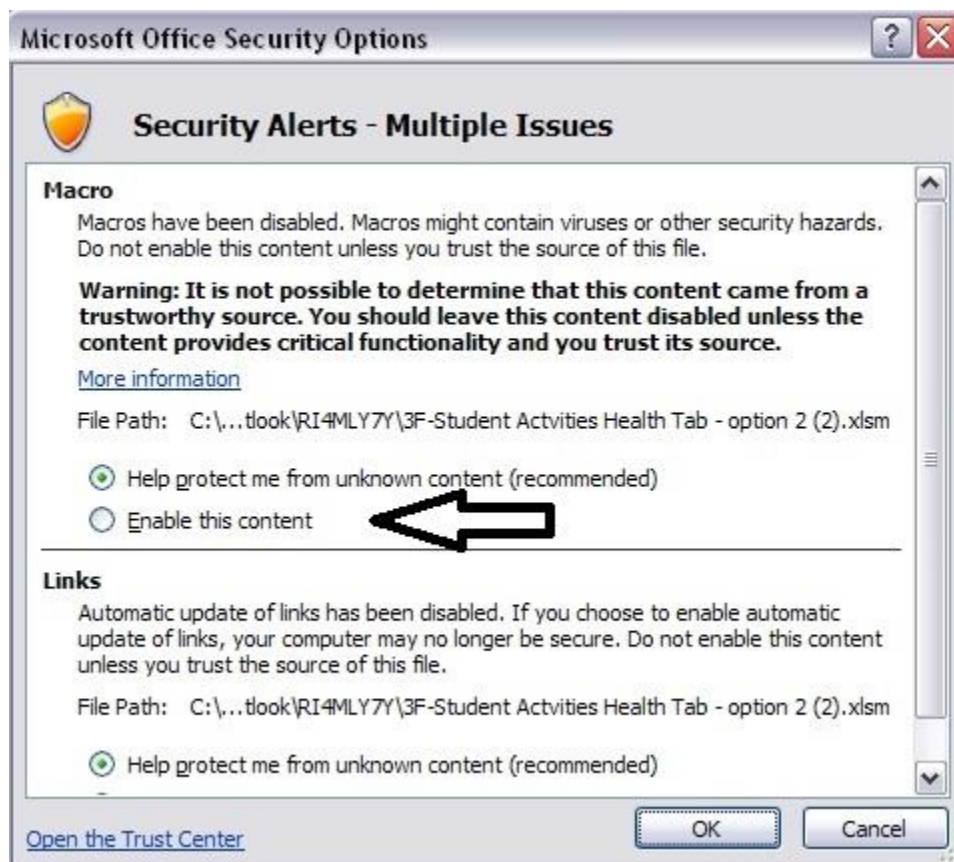 Microsoft Office Security Options
Security Alerts - Multiple Issues
Macro
Macros have been disabled. Macros might contain viruses or other security hazards.
Do not enable this content unless you trust the source of this file.
Warning: It is not possible to determine that this content came from a
trustworthy source. You should leave this content disabled unless the
content provides critical functionality and you trust its source.
More information
File Path: C:\...tlook\RI4MLY7Y\3F-Student Actvities Health Tab - option 2 (2).xlsm
Help protect me from unknown content (recommended)
Enable this content
Links
Automatic update of links has been disabled. If you choose to enable automatic
update of links, your computer may no longer be secure. Do not enable this content
unless you trust the source of this file.
File Path: C:\...tlook\RI4MLY7Y\3F-Student Actvities Health Tab - option 2 (2).xlsm
Help protect me from unknown content (recommended)
Open the Trust Center
OK
Cancel